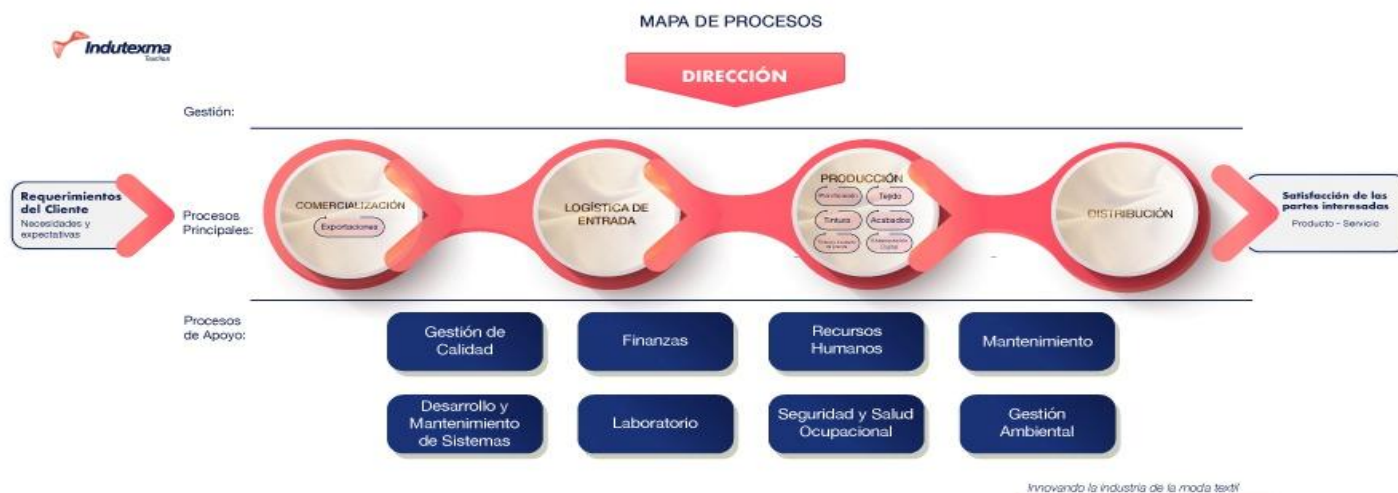 MAPA DE PROCESOS
Indutexma
DIRECCIÓN
Gestión:
Requerimientos
del Cliente
Necesidades y
expectativas
Procesos
Principales:
COMERCIALIZACIÓN
Exportaciones
LOGÍSTICA DE
ENTRADA
PRODUCCIÓN
Tejido
Tintura
Acabados
DISTRIBUCIÓN
Satisfacción de las
partes interesadas
Producto - Servicio
Procesos
de Apoyo:
Gestión de
Calidad
Finanzas
Recursos
Humanos
Mantenimiento
Desarrollo y
Mantenimiento
de Sistemas
Laboratorio
Seguridad y Salud
Ocupacional
Gestión
Ambiental
Innovando la industria de la moda textil